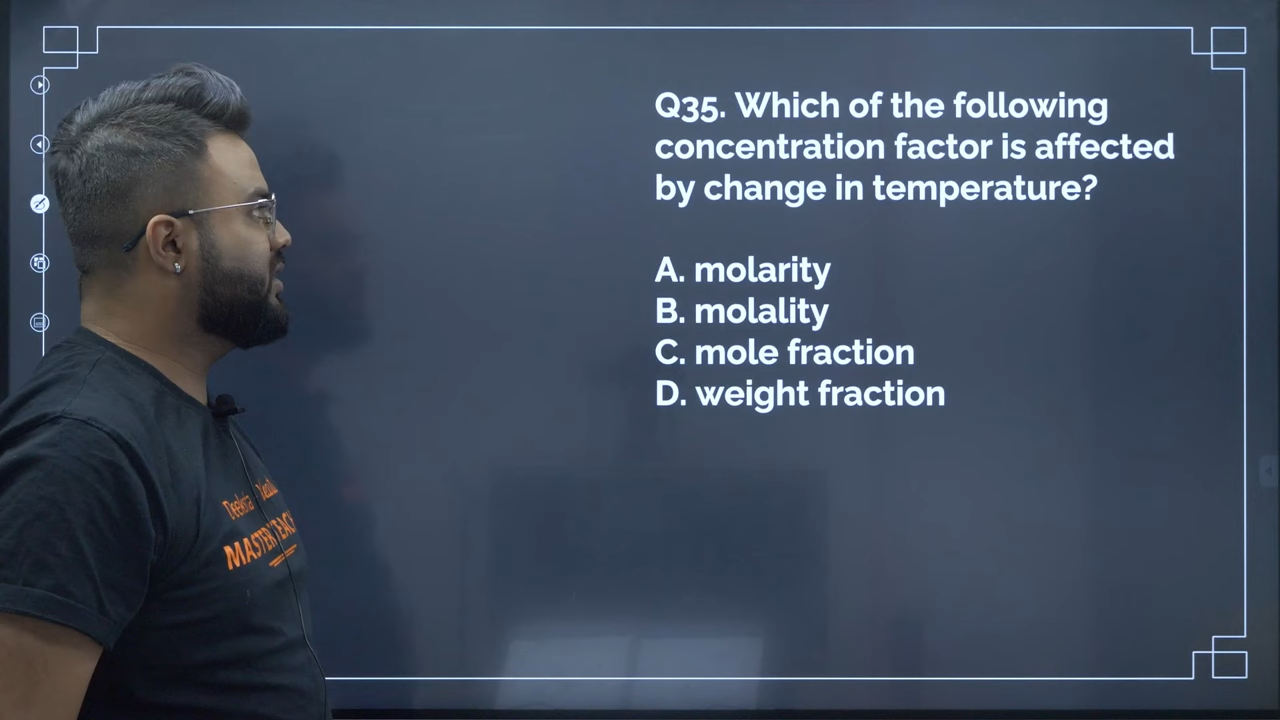 Q35. Which of the following
concentration factor is affected
by change in temperature?
A. molarity
B. molality
C. mole fraction
D. weight fraction